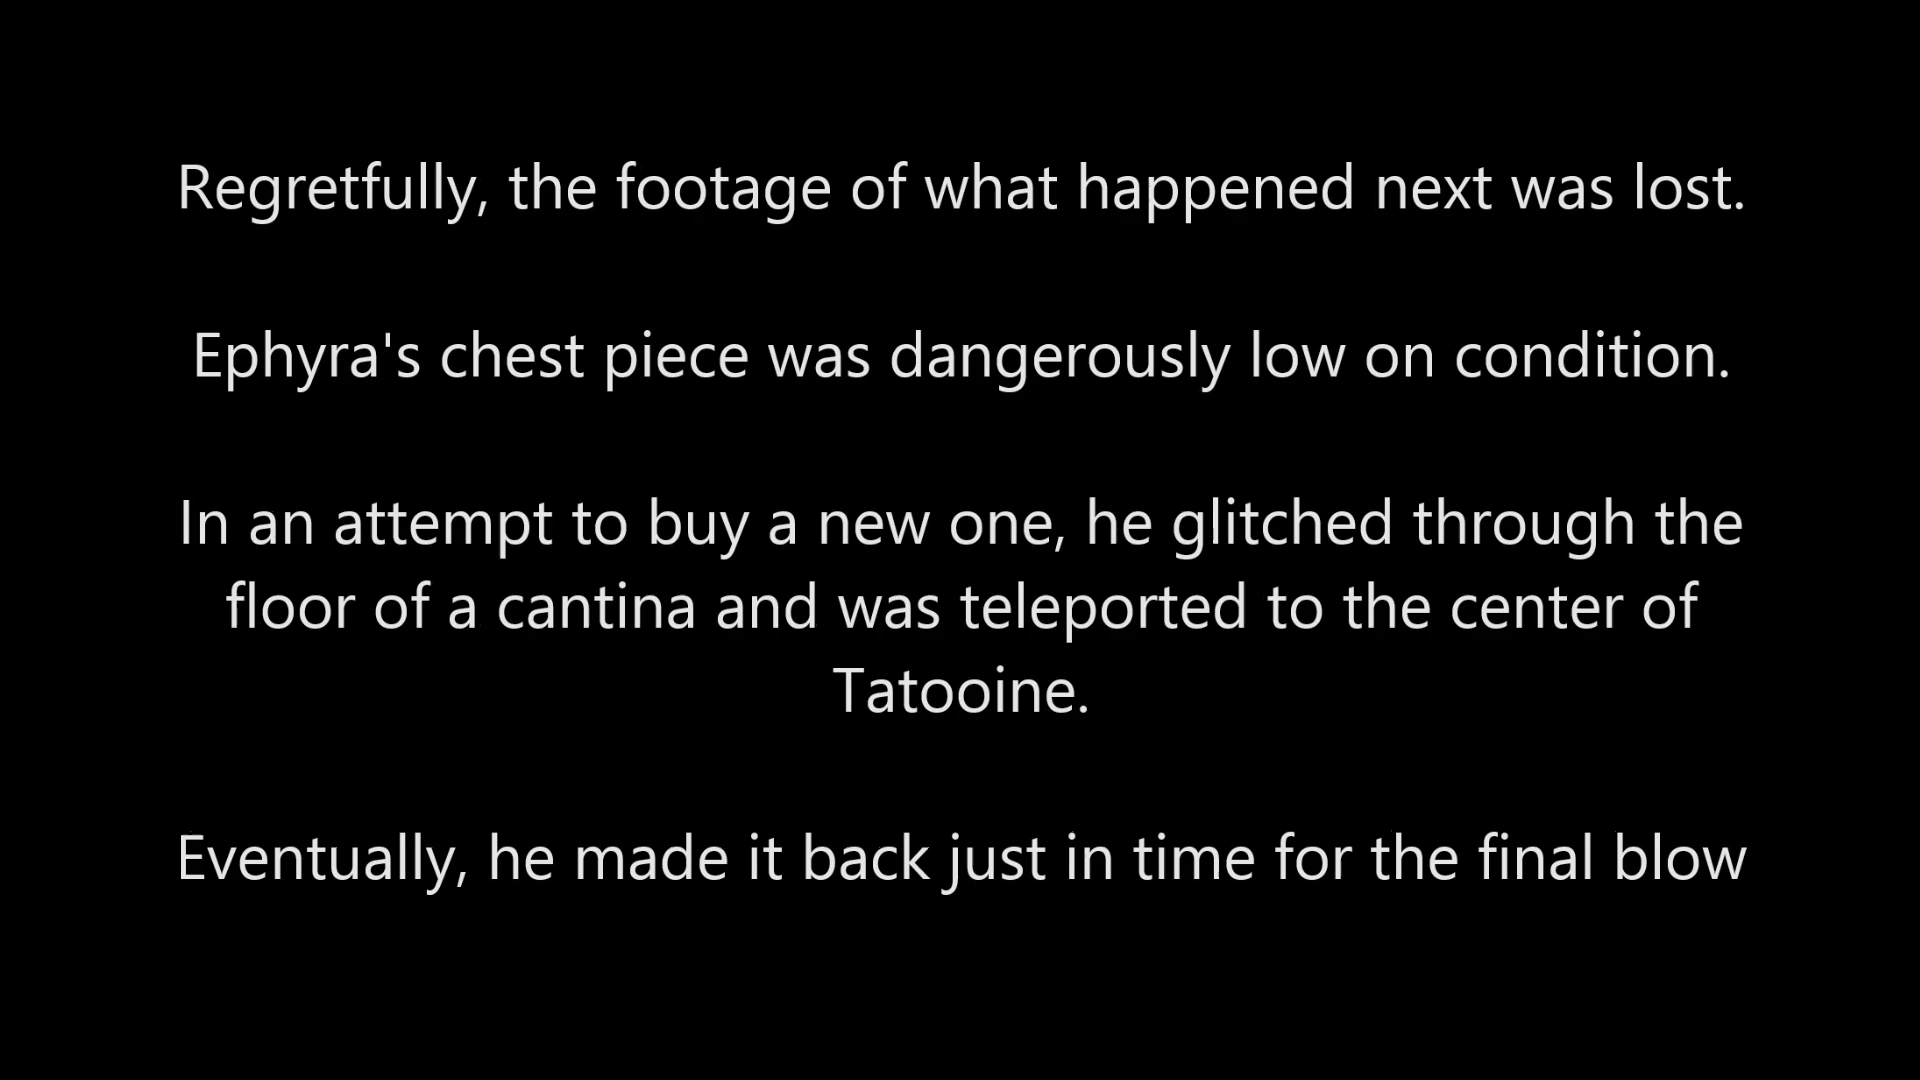 Regretfully, the footage of what happened next was lost.
Ephyra's chest piece was dangerously low on condition.
In an attempt to buy a new one, he glitched through the
floor of a cantina and was teleported to the center of
Tatooine.
Eventually, he made it back just in time for the final blow